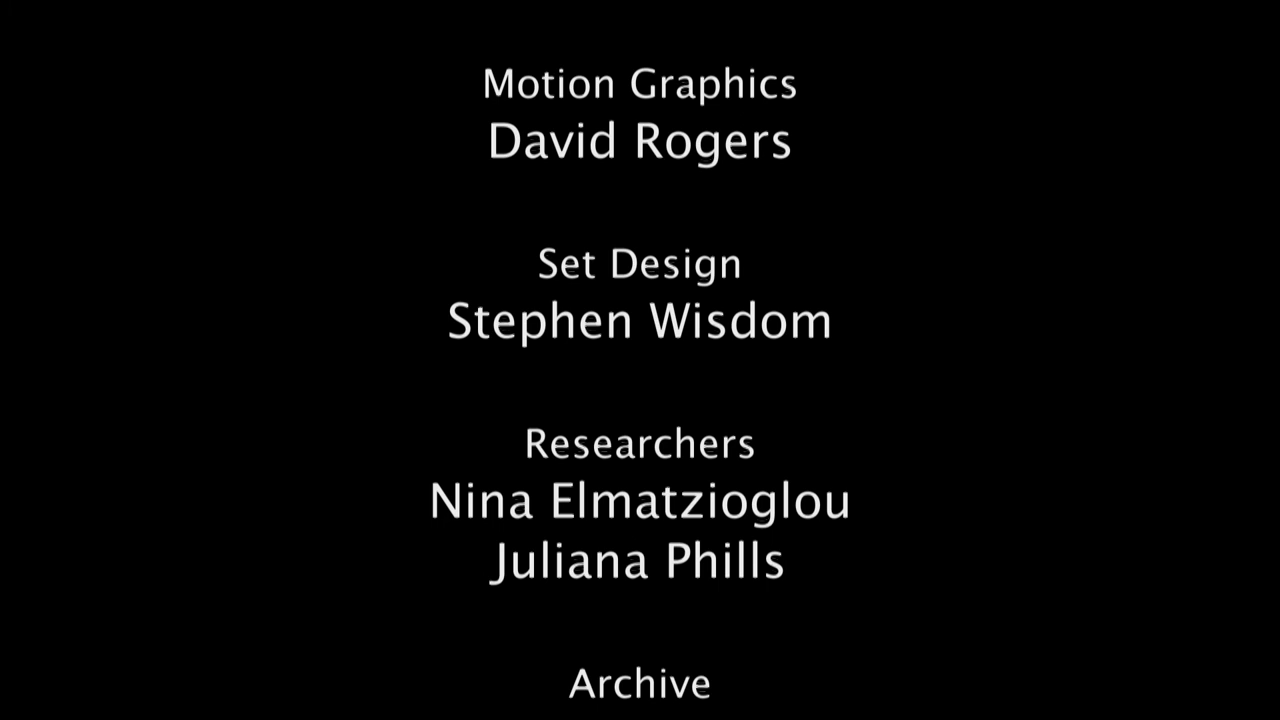 Motion Graphics
David Rogers
Set Design
Stephen Wisdom
Researchers
Nina Elmatzioglou
Juliana Phills
Archive